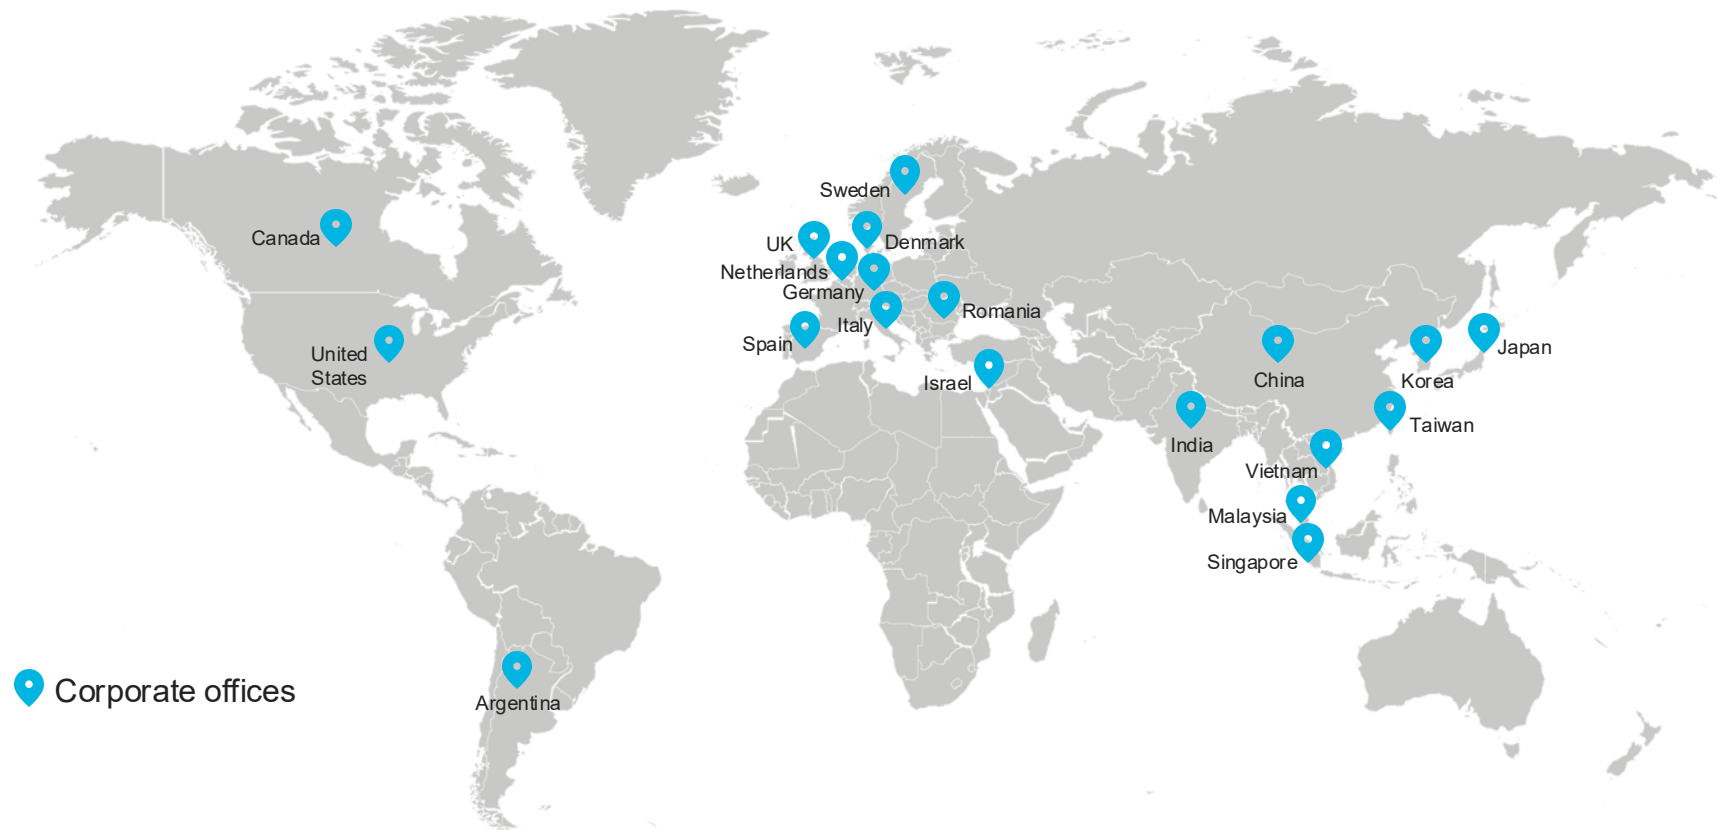 Sweden
Canada
UK
Denmark
Netherlands
Germany
Romania
Italy
Spain
United
States
Israel
Japan
China
Korea
Taiwan
India
Vietnam
Malaysia
Singapore
Corporate offices
Argentina